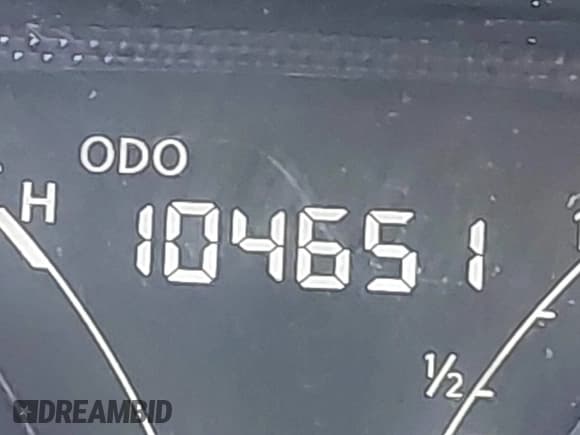 ODO
H
104651
1/2
DREAMBID